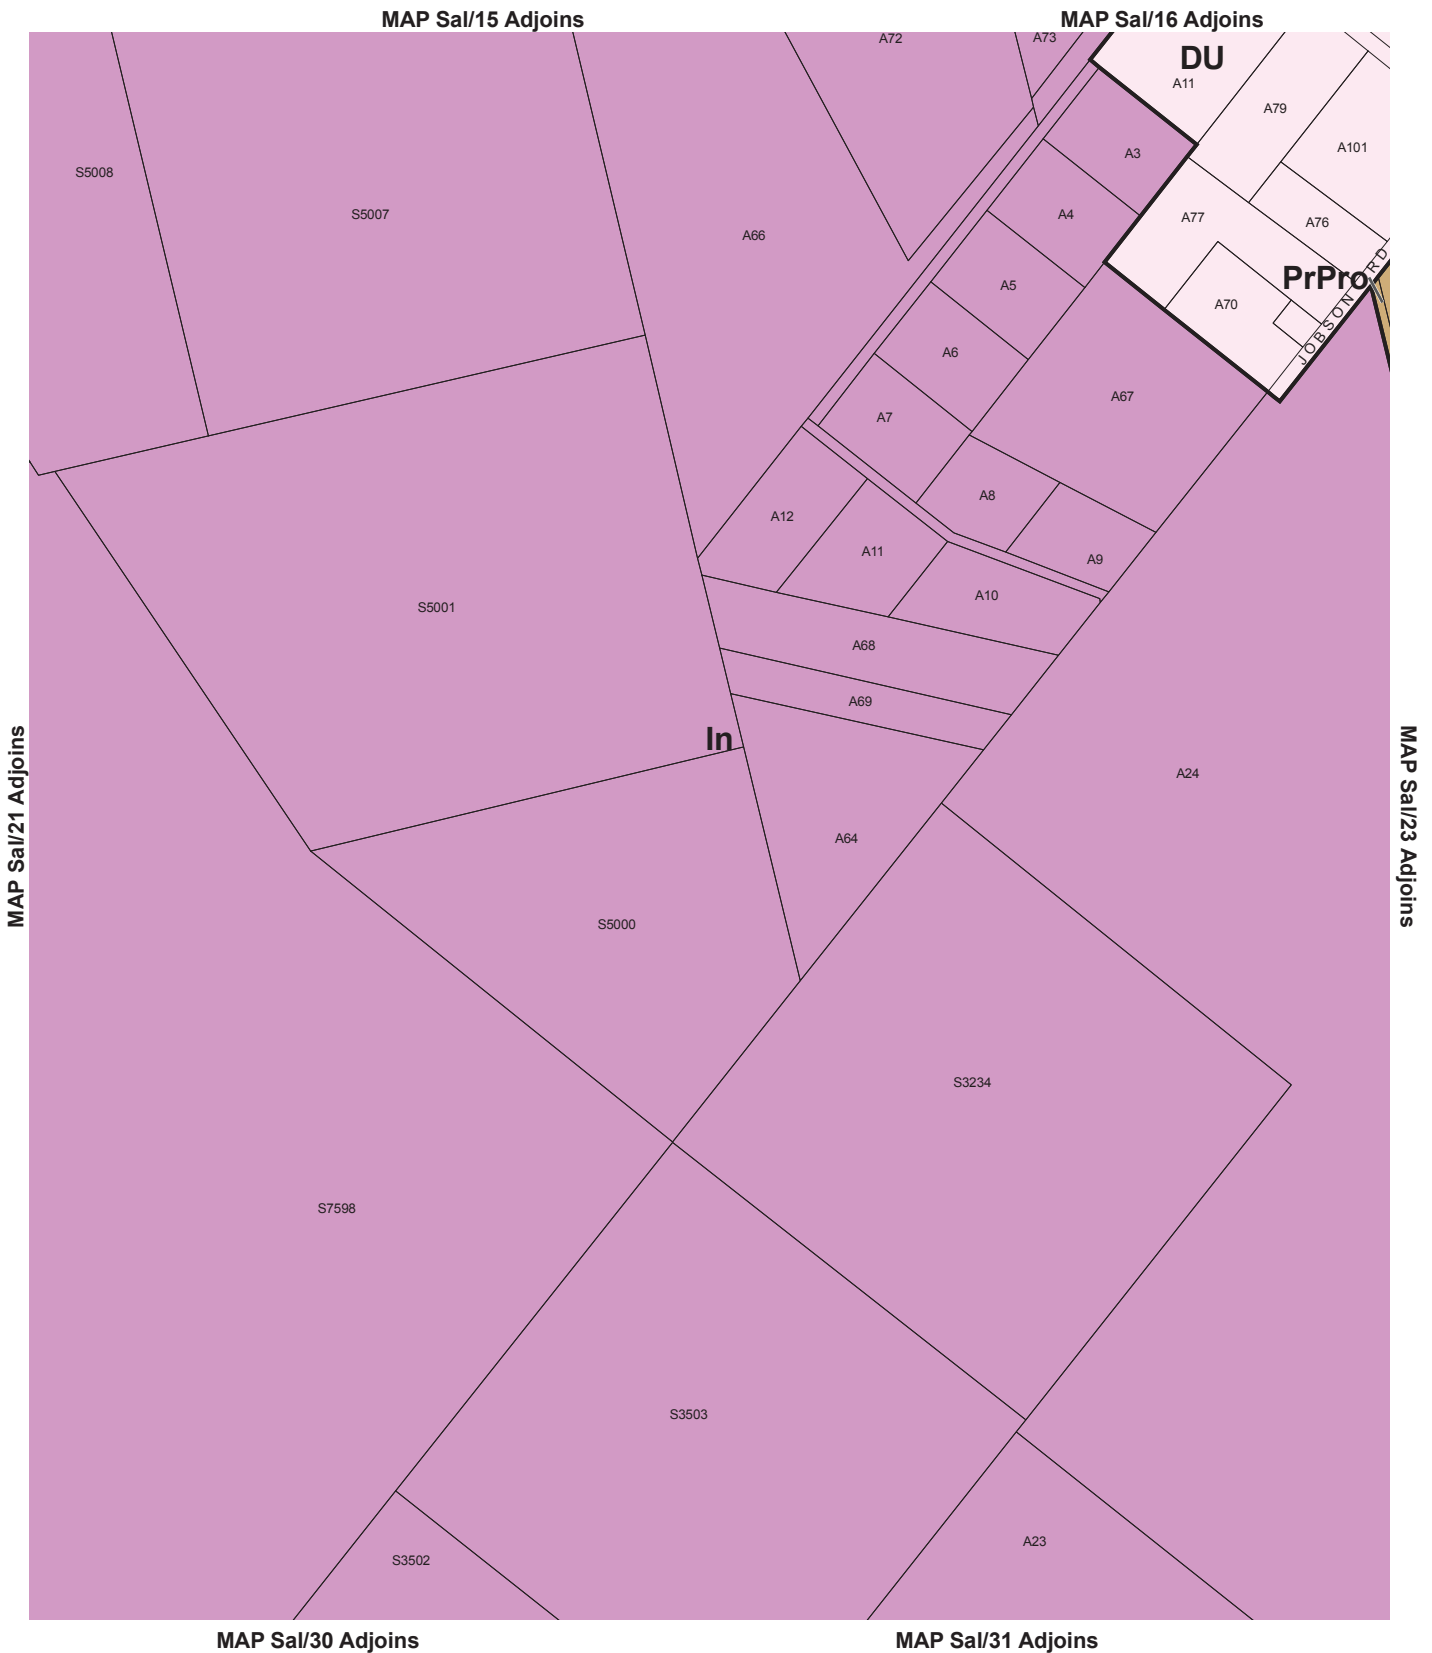 MAP Sal/15 Adjoins
MAP Sal/16 Adjoins
A72
A73
DU
A11
A79
A101
A3
S5008
S5007
A66
A4
A77
A76
A5
PrPro
A70
JOBSON RD
A6
A67
A7
A8
A12
A11
A9
A10
S5001
A68
A69
In
MAP Sal/21 Adjoins
A24
MAP Sal/23 Adjoins
A64
S5000
S3234
S7598
S3503
A23
S3502
MAP Sal/30 Adjoins
MAP Sal/31 Adjoins